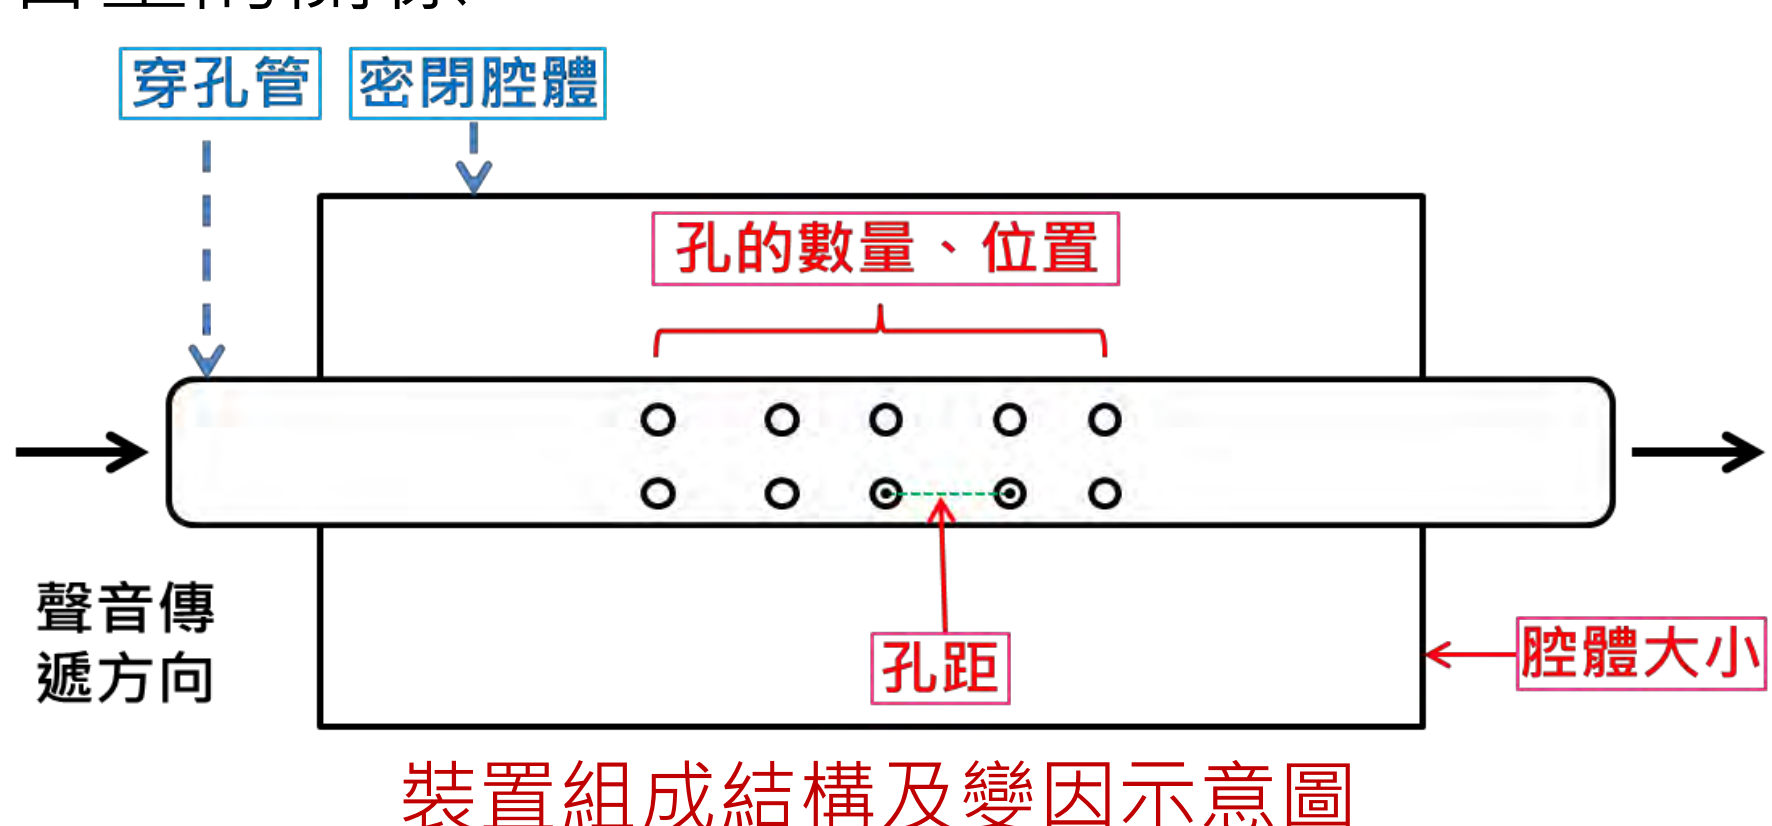 穿孔管 密閉腔體
孔的數量、位置
聲音傳
遞方向
孔距
腔體大小
裝置組成結構及變因示意圖